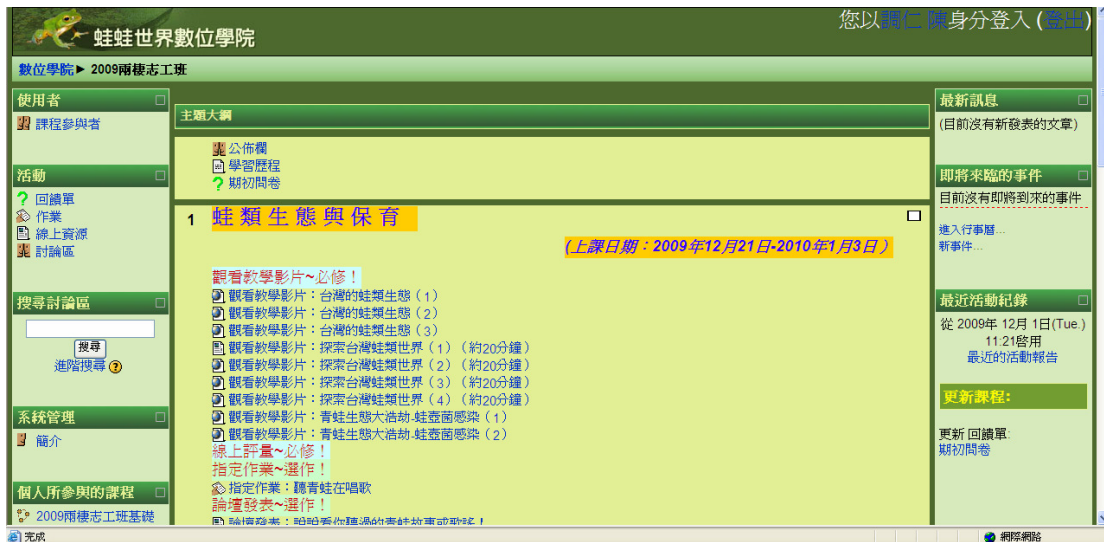 您以調仁 陳身分登入 (登出)
蛙蛙世界數位學院
數位學院► 2009兩棲志工班
使用者
課程參與者
活動
回饋單
作業
線上資源
討論區
搜尋討論區
搜尋
進階搜尋
系統管理
簡介
個人所參與的課程
2009兩棲志工班基礎
主題大綱
公佈欄
學習歷程
期初問卷
1 蛙類生態與保育
(上課日期：2009年12月21日-2010年1月3日）
觀看教學影片~必修！
觀看教學影片：台灣的蛙類生態（1）
觀看教學影片：台灣的蛙類生態（2）
觀看教學影片：台灣的蛙類生態（3）
觀看教學影片：探索台灣蛙類世界（1）（約20分鐘）
觀看教學影片：探索台灣蛙類世界（2）（約20分鐘）
觀看教學影片：探索台灣蛙類世界（3）（約20分鐘）
觀看教學影片：探索台灣蛙類世界（4）（約20分鐘）
觀看教學影片：青蛙生態大浩劫-蛙壺菌感染（1）
觀看教學影片：青蛙生態大浩劫-蛙壺菌感染（2）
線上評量~必修！
指定作業~選作！
指定作業：聽青蛙在唱歌
論壇發表~選作！
論壇發表：說說看你聽過的青蛙故事或歌謠！
最新訊息
(目前沒有新發表的文章)
即將來臨的事件
目前沒有即將到來的事件
進入行事曆...
新事件...
最近活動紀錄
從 2009年 12月 1日(Tue.)
11:21啓用
最近的活動報告
更新課程:
更新 回饋單:
期初問卷
完成
網際網路